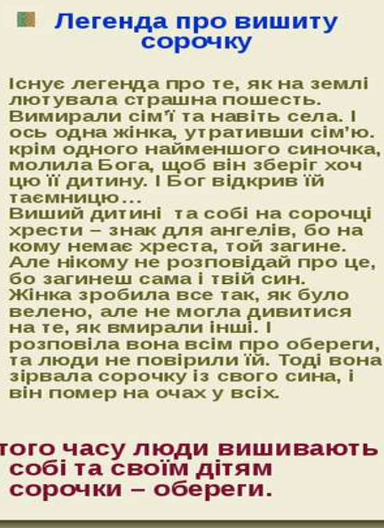 Легенда про вишиту
сорочку
Існує легенда про те, як на землі
лютувала страшна пошесть.
Вимирали сім’ї та навіть села. І
ось одна жінка, утративши сім’ю.
крім одного найменшого синочка,
молила Бога, щоб він зберіг хоч
цю її дитину. І Бог відкрив їй
таємницю…
Виший дитині та собі на сорочці
хрести – знак для ангелів, бо на
кому немає хреста, той загине.
Але нікому не розповідай про це,
бо загинеш сама і твій син.
Жінка зробила все так, як було
велено, але не могла дивитися
на те, як вмирали інші. І
розповіла вона всім про обереги,
та люди не повірили їй. Тоді вона
зірвала сорочку із свого сина, і
він помер на очах у всіх.
того часу люди вишивають
собі та своїм дітям
сорочки – обереги.